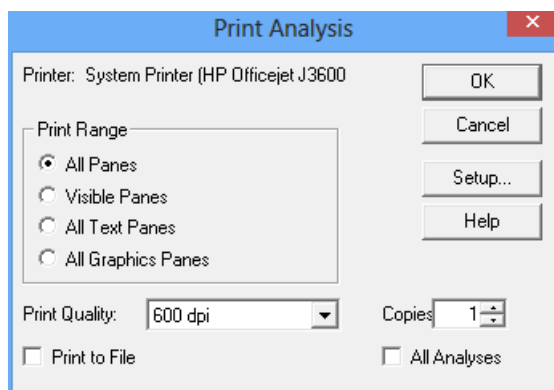 Print Analysis
Printer: System Printer (HP Officejet J3600
OK
Cancel
Setup...
Help
Print Range
All Panes
Visible Panes
All Text Panes
All Graphics Panes
Print Quality: 600 dpi
Copies 1
Print to File
All Analyses